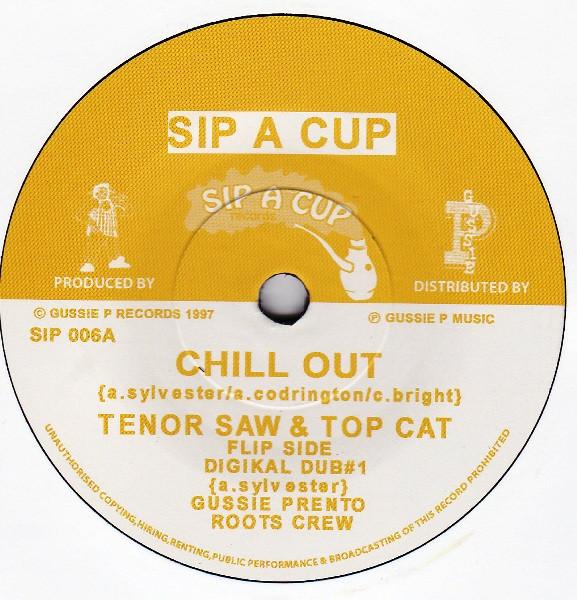 SIP A CUP
SIP A CUP
records
PRODUCED BY
P
DISTRIBUTED BY
© GUSSIE P RECORDS 1997
℗ GUSSIE P MUSIC
SIP 006A
CHILL OUT
{a.sylvester/a.codrington/c.bright}
TENOR SAW & TOP CAT
FLIP SIDE
DIGIKAL DUB#1
{a.sylvester}
GUSSIE PRENTO
ROOTS CREW
UNAUTHORISED COPYING,HIRING,RENTING,PUBLIC PERFORMANCE & BROADCASTING OF THIS RECORD PROHIBITED